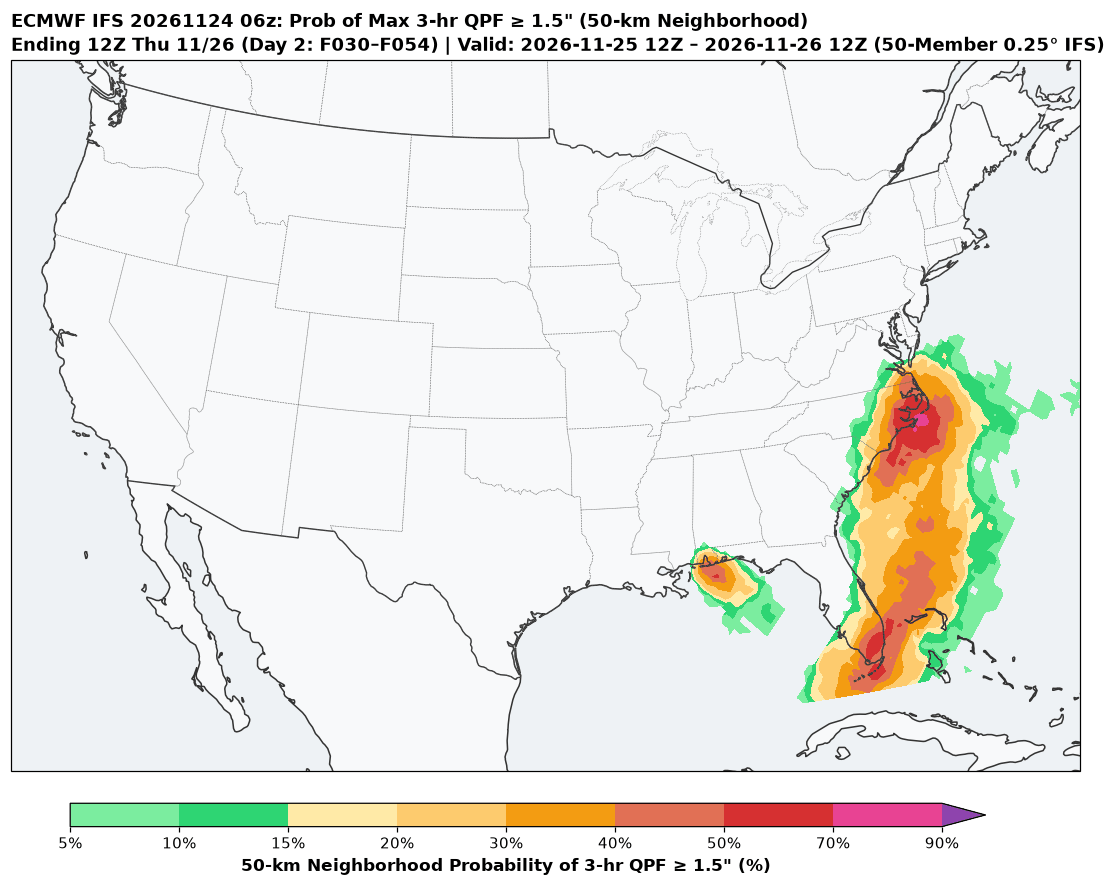 ECMWF IFS 20261124 06z: Prob of Max 3-hr QPF ≥ 1.5" (50-km Neighborhood)
Ending 12Z Thu 11/26 (Day 2: F030–F054) | Valid: 2026-11-25 12Z – 2026-11-26 12Z (50-Member 0.25° IFS)
5% 10% 15% 20% 30% 40% 50% 70% 90%
50-km Neighborhood Probability of 3-hr QPF ≥ 1.5" (%)